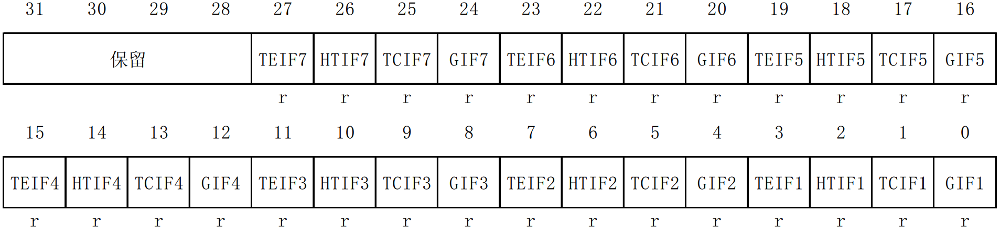 31 30 29 28 27 26 25 24 23 22 21 20 19 18 17 16
保留 TEIF7 HTIF7 TCIF7 GIF7 TEIF6 HTIF6 TCIF6 GIF6 TEIF5 HTIF5 TCIF5 GIF5
r r r r r r r r r r r r
15 14 13 12 11 10 9 8 7 6 5 4 3 2 1 0
TEIF4 HTIF4 TCIF4 GIF4 TEIF3 HTIF3 TCIF3 GIF3 TEIF2 HTIF2 TCIF2 GIF2 TEIF1 HTIF1 TCIF1 GIF1
r r r r r r r r r r r r r r r r